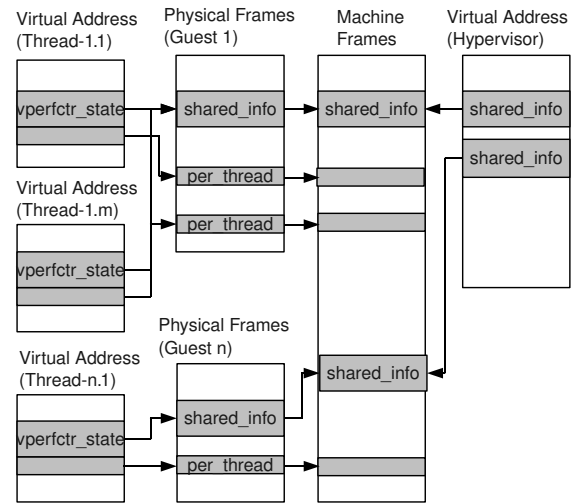 Virtual Address
(Thread-1.1)
Physical Frames
(Guest 1)
Machine
Frames
Virtual Address
(Hypervisor)
vperfctr_state
shared_info
shared_info
shared_info
shared_info
per_thread
Virtual Address
(Thread-1.m)
per_thread
vperfctr_state
Physical Frames
(Guest n)
Virtual Address
(Thread-n.1)
shared_info
shared_info
vperfctr_state
per_thread